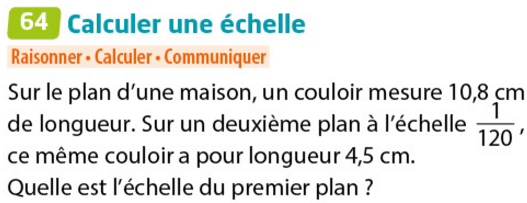 64 Calculer une échelle
Raisonner • Calculer • Communiquer
Sur le plan d'une maison, un couloir mesure 10,8 cm
de longueur. Sur un deuxième plan à l'échelle 1/120,
ce même couloir a pour longueur 4,5 cm.
Quelle est l'échelle du premier plan ?